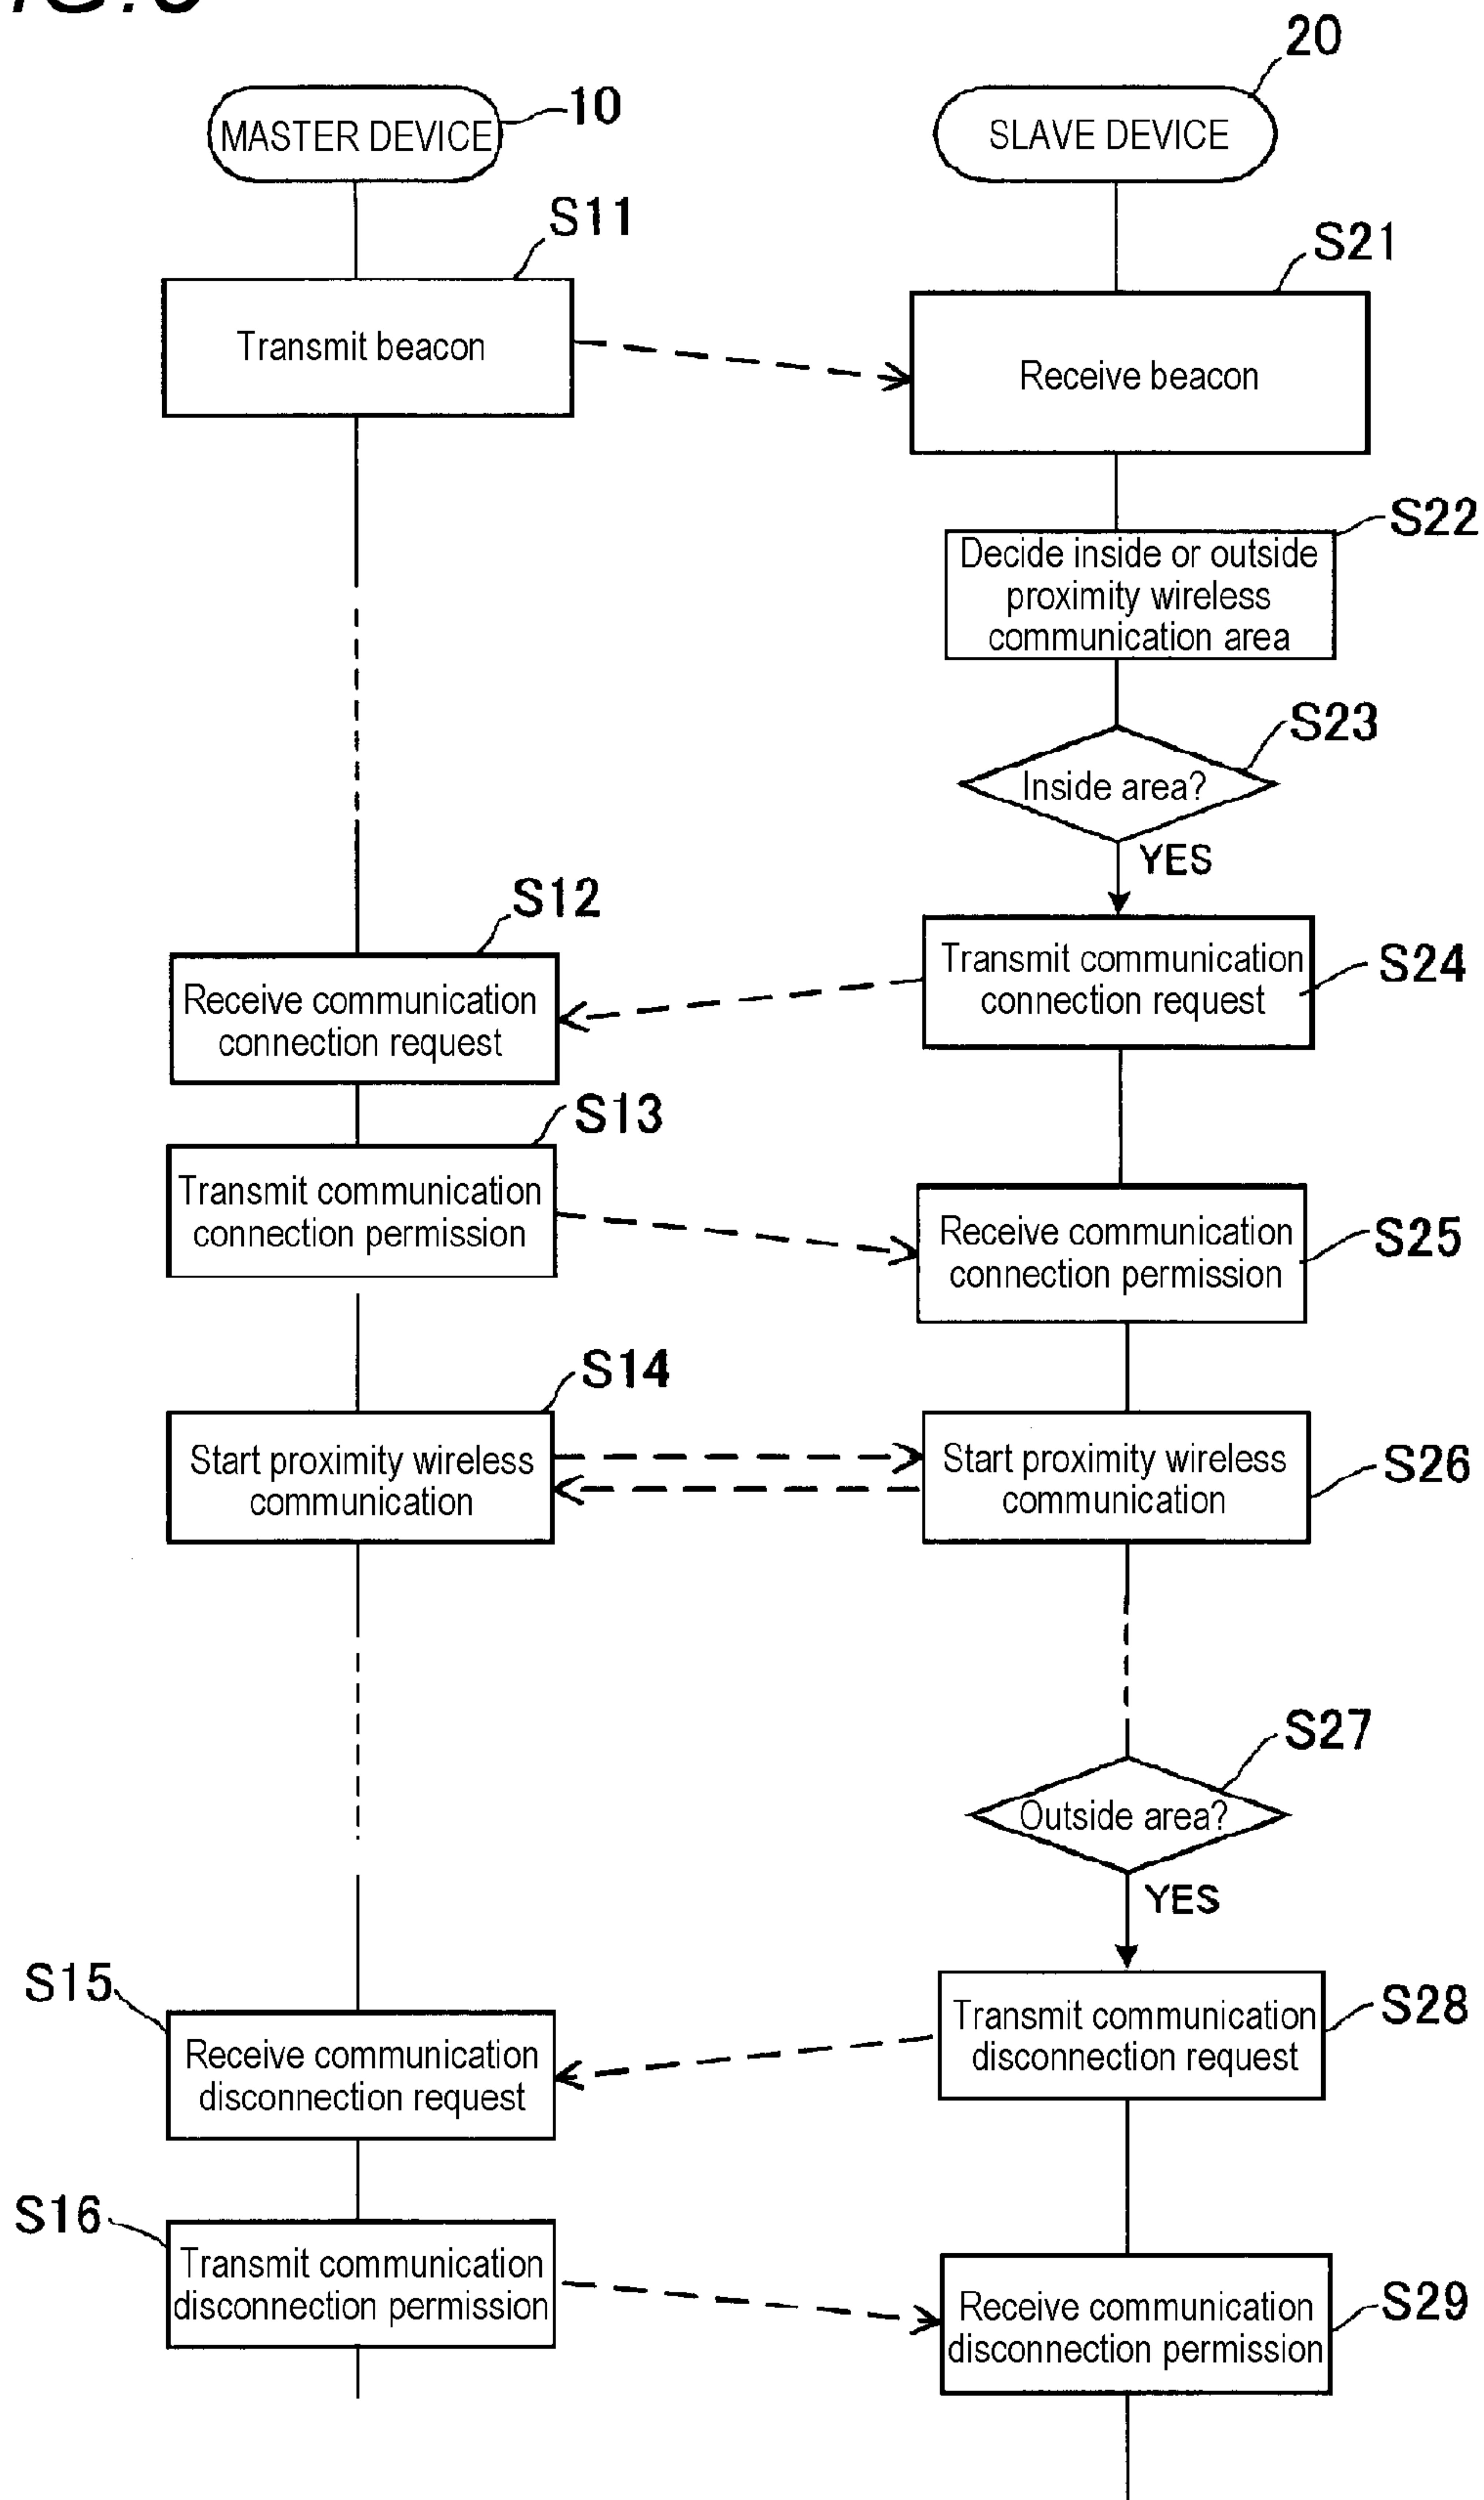 20
10
MASTER DEVICE
SLAVE DEVICE
S11
S21
Transmit beacon
Receive beacon
S22
Decide inside or outside
proximity wireless
communication area
S23
Inside area?
YES
S12
Transmit communication
connection request
S24
Receive communication
connection request
S13
Transmit communication
connection permission
Receive communication
connection permission
S25
S14
Start proximity wireless
communication
Start proximity wireless
communication
S26
S27
Outside area?
YES
S15
Transmit communication
disconnection request
S28
Receive communication
disconnection request
S16
Transmit communication
disconnection permission
Receive communication
disconnection permission
S29